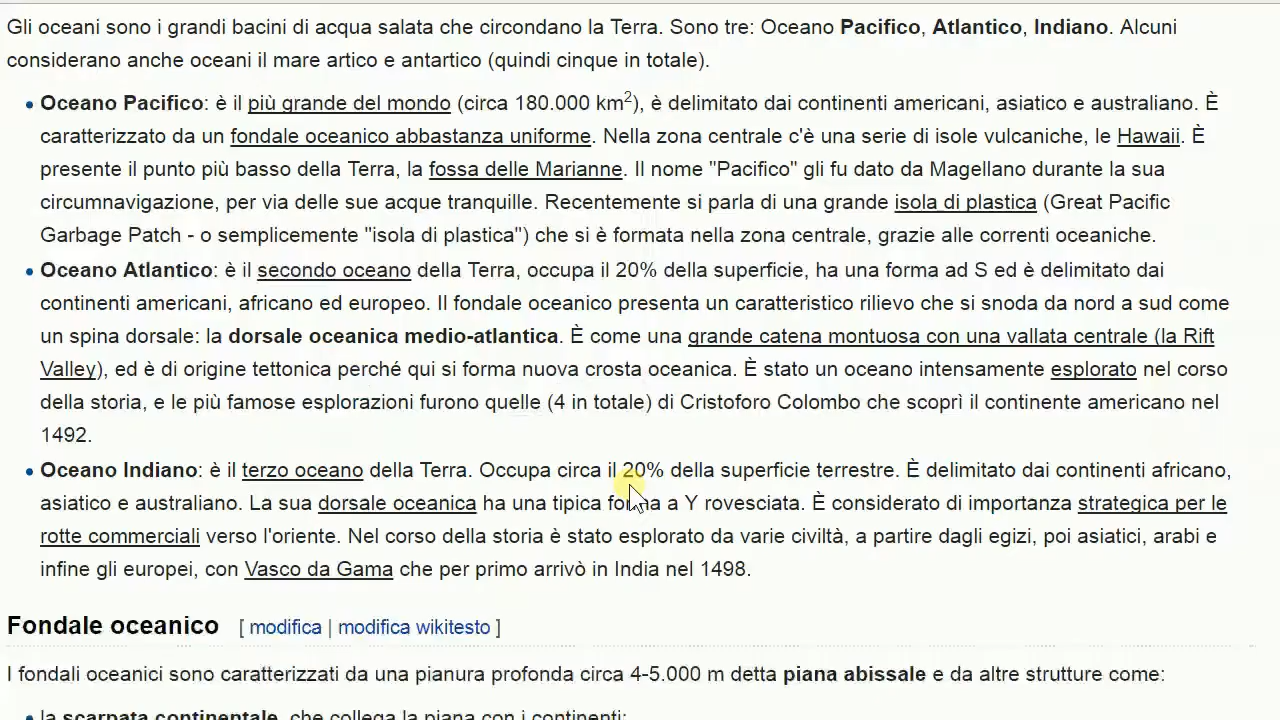 Gli oceani sono i grandi bacini di acqua salata che circondano la Terra. Sono tre: Oceano Pacifico, Atlantico, Indiano. Alcuni
considerano anche oceani il mare artico e antartico (quindi cinque in totale).
• Oceano Pacifico: è il più grande del mondo (circa 180.000 km²), è delimitato dai continenti americani, asiatico e australiano. È
caratterizzato da un fondale oceanico abbastanza uniforme. Nella zona centrale c'è una serie di isole vulcaniche, le Hawaii. È
presente il punto più basso della Terra, la fossa delle Marianne. Il nome "Pacifico" gli fu dato da Magellano durante la sua
circumnavigazione, per via delle sue acque tranquille. Recentemente si parla di una grande isola di plastica (Great Pacific
Garbage Patch - o semplicemente "isola di plastica") che si è formata nella zona centrale, grazie alle correnti oceaniche.
• Oceano Atlantico: è il secondo oceano della Terra, occupa il 20% della superficie, ha una forma ad S ed è delimitato dai
continenti americani, africano ed europeo. Il fondale oceanico presenta un caratteristico rilievo che si snoda da nord a sud come
un spina dorsale: la dorsale oceanica medio-atlantica. È come una grande catena montuosa con una vallata centrale (la Rift
Valley), ed è di origine tettonica perché qui si forma nuova crosta oceanica. È stato un oceano intensamente esplorato nel corso
della storia, e le più famose esplorazioni furono quelle (4 in totale) di Cristoforo Colombo che scoprì il continente americano nel
1492.
• Oceano Indiano: è il terzo oceano della Terra. Occupa circa il 20% della superficie terrestre. È delimitato dai continenti africano,
asiatico e australiano. La sua dorsale oceanica ha una tipica forma a Y rovesciata. È considerato di importanza strategica per le
rotte commerciali verso l'oriente. Nel corso della storia è stato esplorato da varie civiltà, a partire dagli egizi, poi asiatici, arabi e
infine gli europei, con Vasco da Gama che per primo arrivò in India nel 1498.
Fondale oceanico [ modifica | modifica wikitesto ]
I fondali oceanici sono caratterizzati da una pianura profonda circa 4-5.000 m detta piana abissale e da altre strutture come:
• la scarpata continentale, che collega la piana con i continenti;